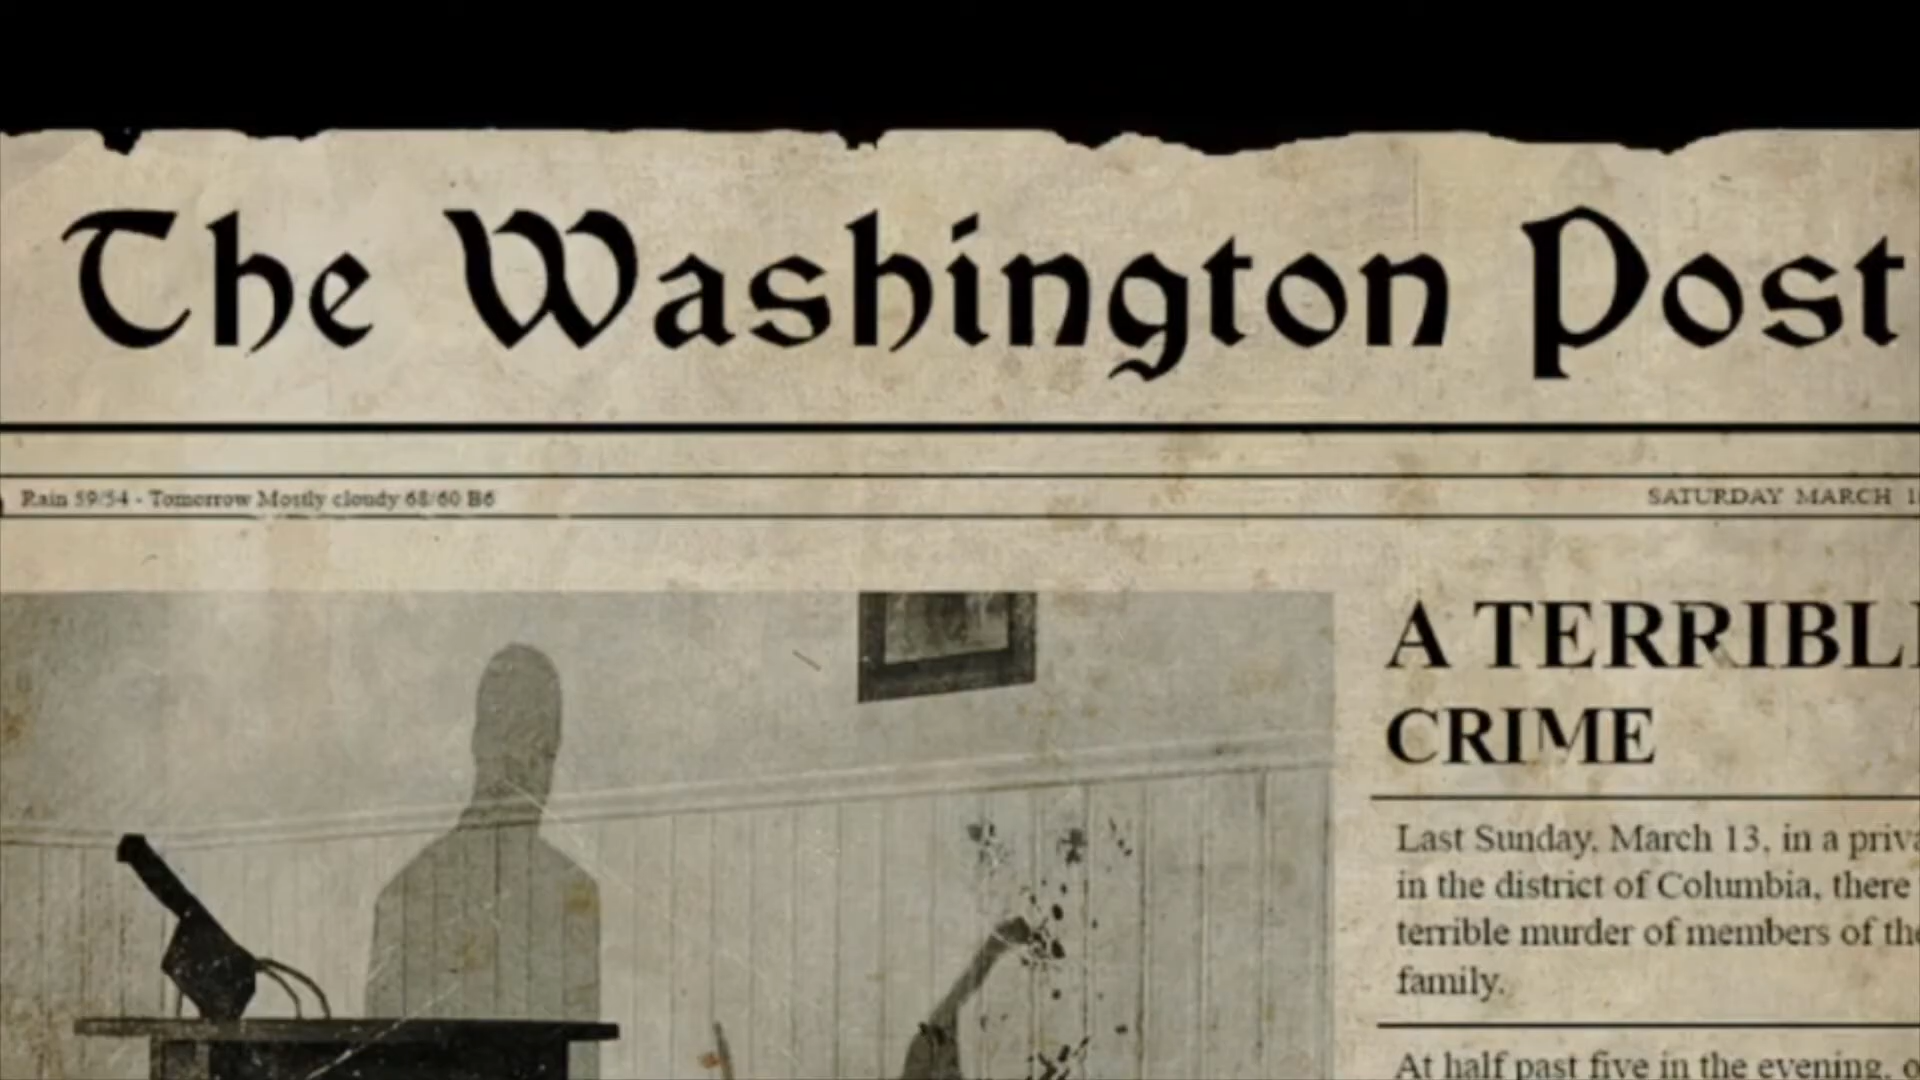 The Washington Post
Rain 59/54 - Tomorrow Mostly cloudy 68/60 B6
SATURDAY MARCH
A TERRIBL
CRIME
Last Sunday, March 13, in a priva
in the district of Columbia, there
terrible murder of members of the
family.
At half past five in the evening, o